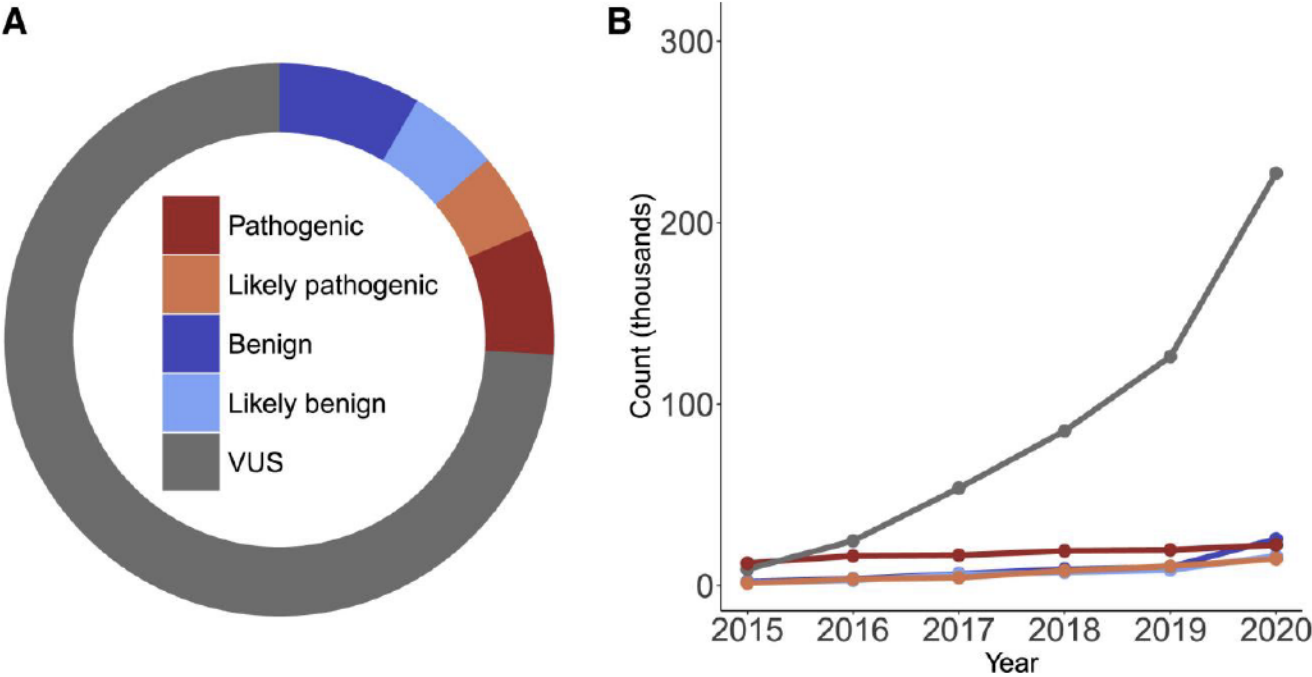 A
Pathogenic
Likely pathogenic
Benign
Likely benign
VUS
B
Count (thousands)
300
200
100
0
2015 2016 2017 2018 2019 2020
Year